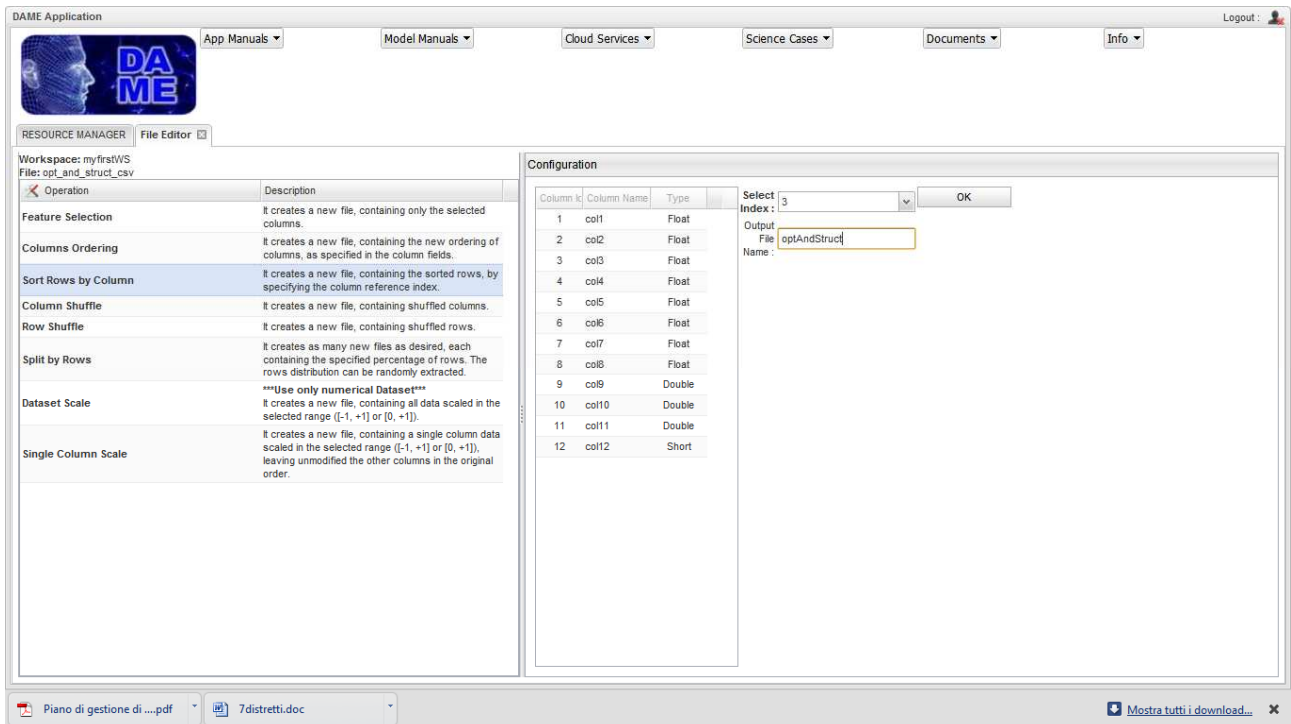 DAME Application
Logout :
App Manuals
Model Manuals
Cloud Services
Science Cases
Documents
Info
DA
ME
RESOURCE MANAGER
File Editor
Workspace: myfirstWS
File: opt_and_struct_csv
Operation Description
Feature Selection
It creates a new file, containing only the selected
columns.
Columns Ordering
It creates a new file, containing the new ordering of
columns, as specified in the column fields.
Sort Rows by Column
It creates a new file, containing the sorted rows, by
specifying the column reference index.
Column Shuffle
It creates a new file, containing shuffled columns.
Row Shuffle
It creates a new file, containing shuffled rows.
Split by Rows
It creates as many new files as desired, each
containing the specified percentage of rows. The
rows distribution can be randomly extracted.
Dataset Scale
***Use only numerical Dataset***
It creates a new file, containing all data scaled in the
selected range ([-1, +1] or [0, +1]).
Single Column Scale
It creates a new file, containing a single column data
scaled in the selected range ([-1, +1] or [0, +1]),
leaving unmodified the other columns in the original
order.
Configuration
Column Column Name Type
1 col1 Float
2 col2 Float
3 col3 Float
4 col4 Float
5 col5 Float
6 col6 Float
7 col7 Float
8 col8 Float
9 col9 Double
10 col10 Double
11 col11 Double
12 col12 Short
Select
Index :
3
OK
Output
File
Name :
optAndStruct
Piano di gestione di ....pdf
7distretti.doc
Mostra tutti i download...